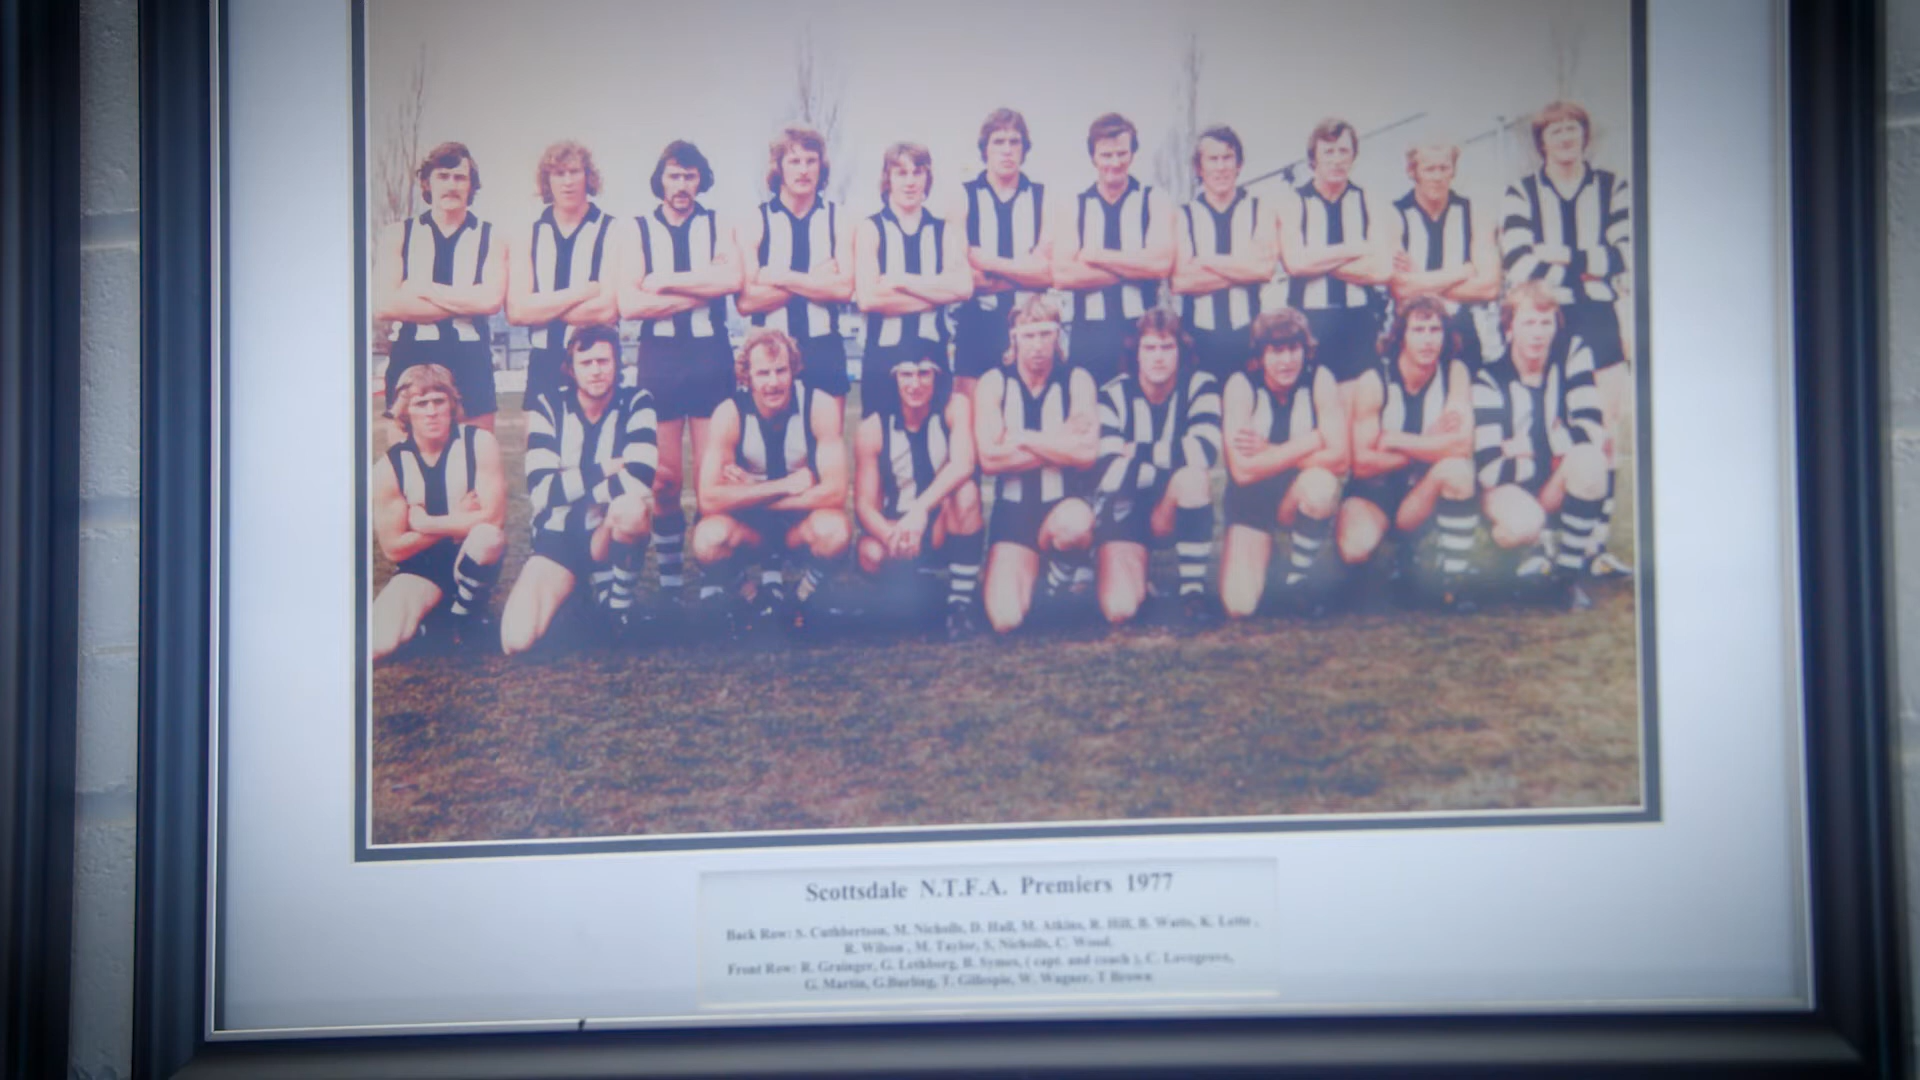 Scottsdale N.T.F.A. Premiers 1977
Back Row: S. Cuthbertson, M. Nicholls, D. Hall, M. Atkins, R. Hill, B. Watts, K. Lette,
R. Wilson, M. Taylor, S. Nicholls, C. Wood.
Front Row: R. Grainger, G. Lethborg, B. Symes, ( capt. and coach ), C. Lovegrove,
G. Martin, G.Burling, T. Gillespie, W. Wagner, T Brown